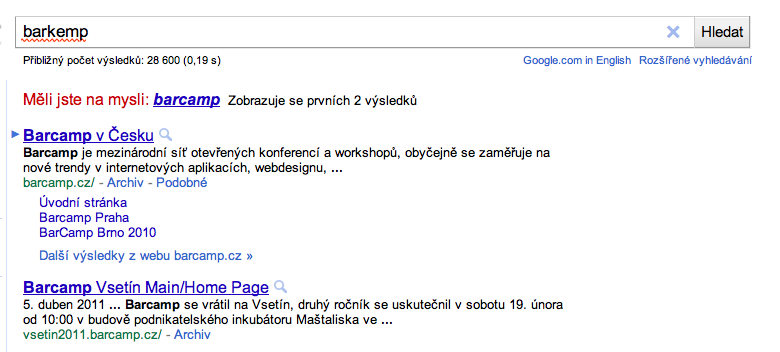 barkemp
Hledat
Přibližný počet výsledků: 28 600 (0,19 s)
Google.com in English Rozšířené vyhledávání
Měli jste na mysli: barcamp Zobrazuje se prvních 2 výsledků
Barcamp v Česku
Barcamp je mezinárodní síť otevřených konferencí a workshopů, obyčejně se zaměřuje na
nové trendy v internetových aplikacích, webdesignu, ...
barcamp.cz/ - Archiv - Podobné
Úvodní stránka
Barcamp Praha
BarCamp Brno 2010
Další výsledky z webu barcamp.cz »
Barcamp Vsetín Main/Home Page
5. duben 2011 ... Barcamp se vrátil na Vsetín, druhý ročník se uskutečnil v sobotu 19. února
od 10:00 v budově podnikatelského inkubátoru Maštaliska ve ...
vsetin2011.barcamp.cz/ - Archiv